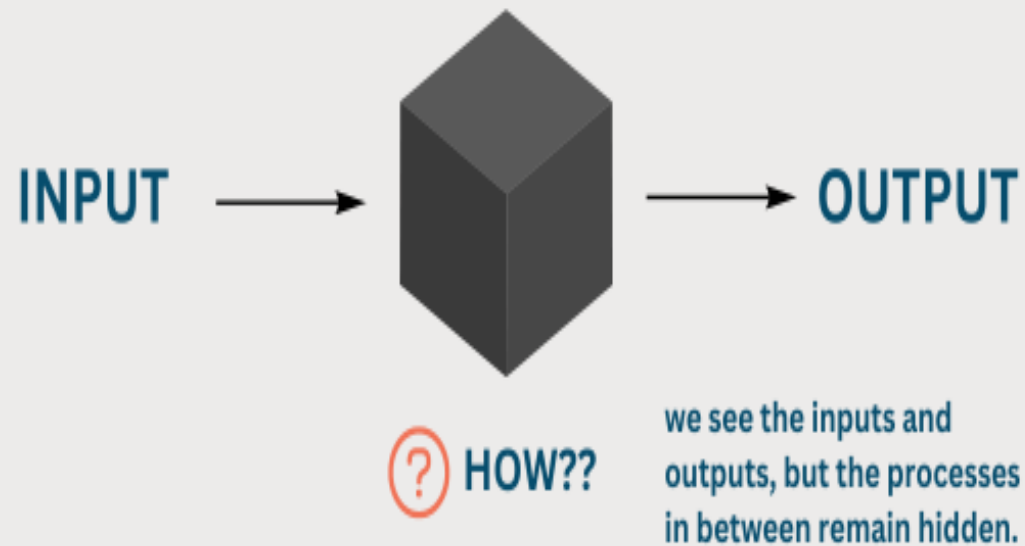 INPUT
OUTPUT
? HOW??
we see the inputs and
outputs, but the processes
in between remain hidden.